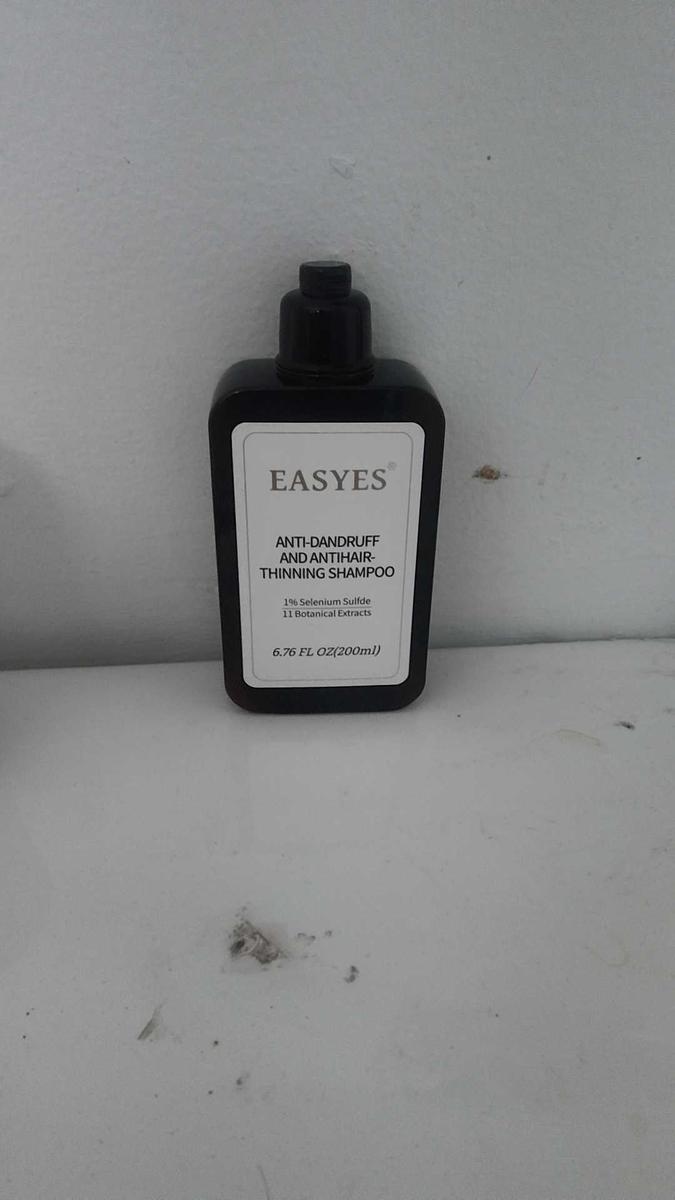 EASYES®
ANTI-DANDRUFF
AND ANTIHAIR-
THINNING SHAMPOO
1% Selenium Sulfde
11 Botanical Extracts
6.76 FL OZ(200ml)